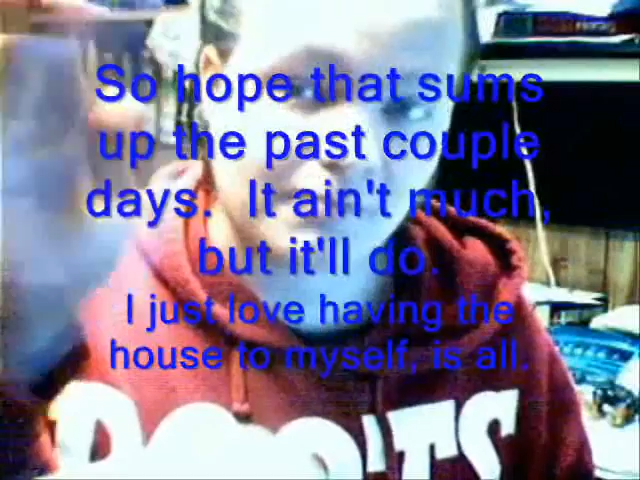 So hope that sums
up the past couple
days.  It ain't much,
but it'll do.
I just love having the
house to myself, is all.